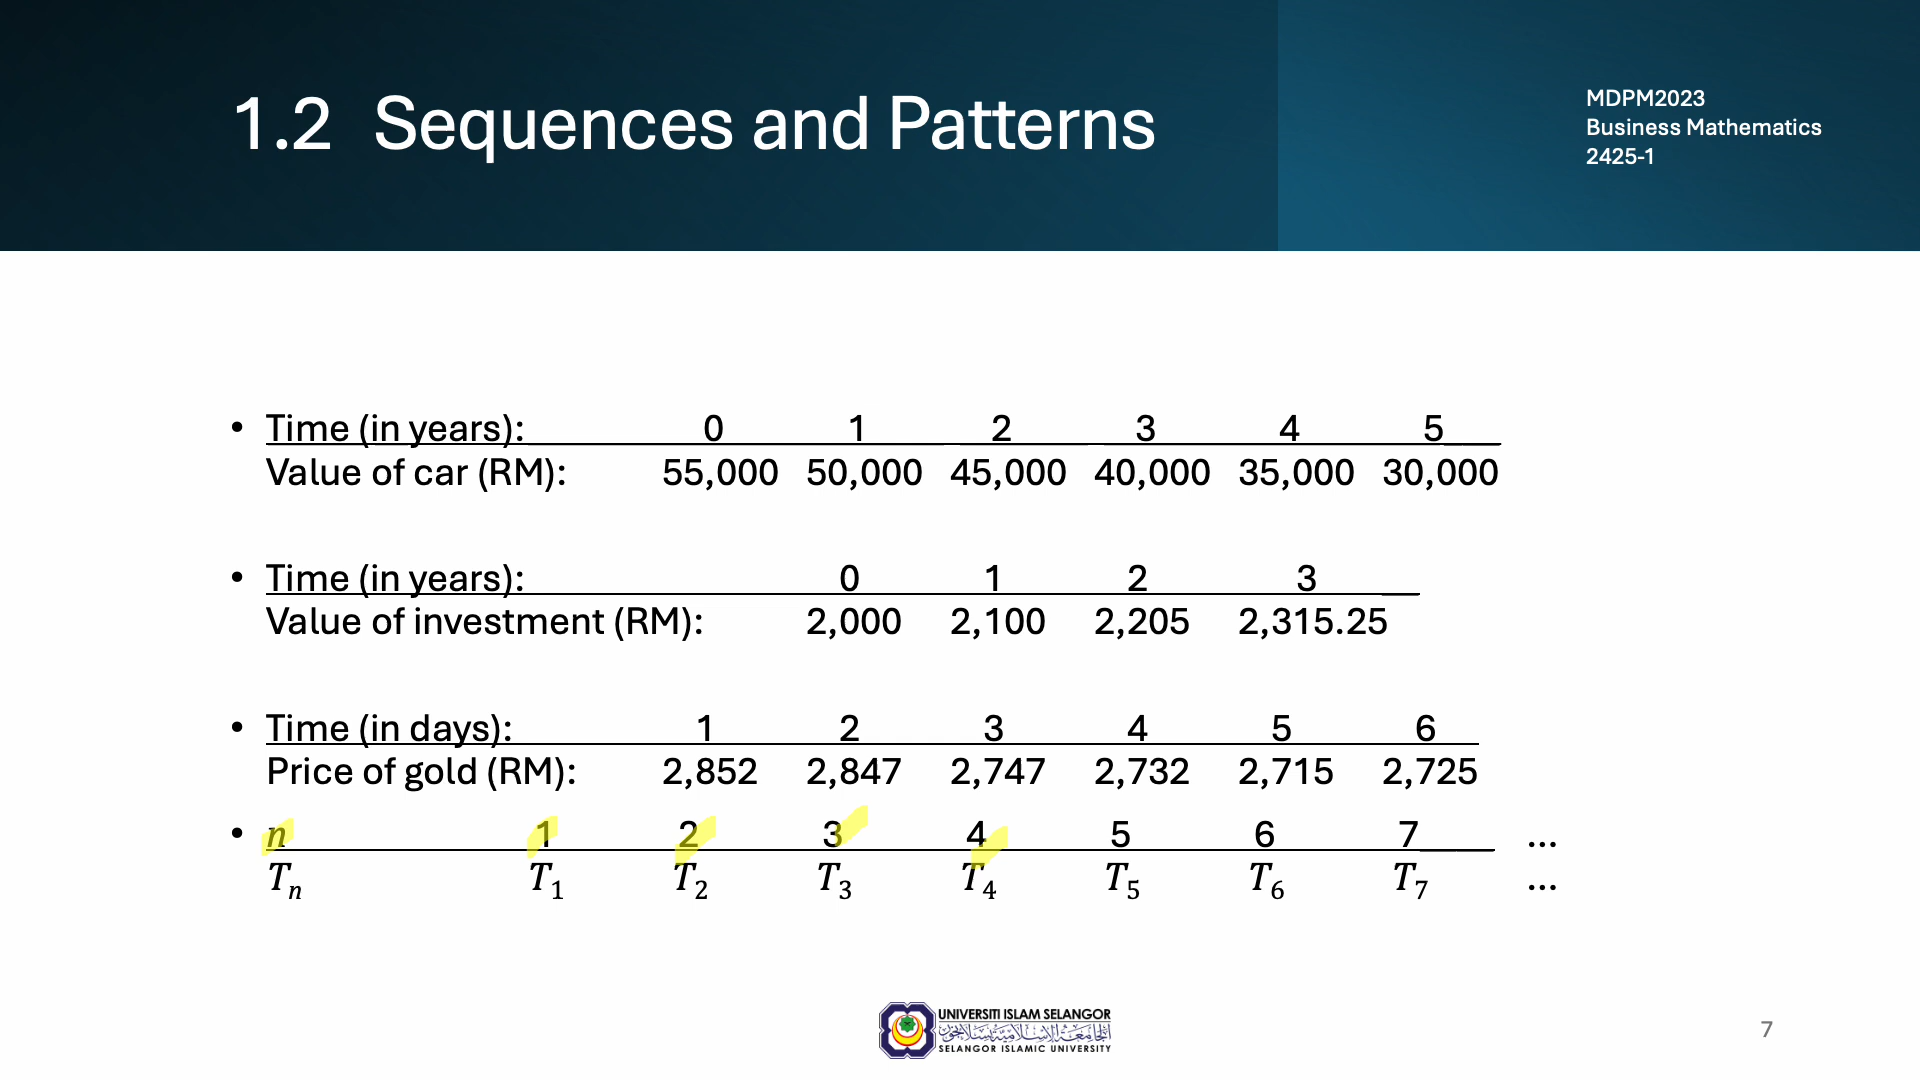 1.2 Sequences and Patterns
MDPM2023
Business Mathematics
2425-1
• Time (in years): 0 1 2 3 4 5
Value of car (RM): 55,000 50,000 45,000 40,000 35,000 30,000
• Time (in years): 0 1 2 3
Value of investment (RM): 2,000 2,100 2,205 2,315.25
• Time (in days): 1 2 3 4 5 6
Price of gold (RM): 2,852 2,847 2,747 2,732 2,715 2,725
• n 1 2 3 4 5 6 7 ...
Tₙ T₁ T₂ T₃ T₄ T₅ T₆ T₇ ...
UNIVERSITI ISLAM SELANGOR
SELANGOR ISLAMIC UNIVERSITY
7